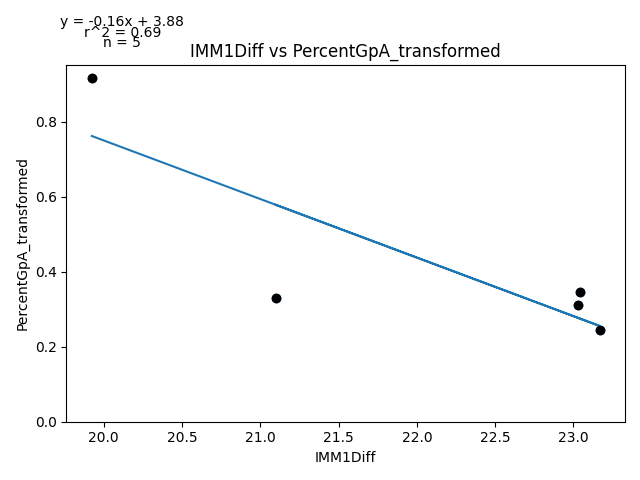 y = -0.16x + 3.88
r^2 = 0.69
n = 5
IMM1Diff vs PercentGpA_transformed
PercentGpA_transformed
0.8
0.6
0.4
0.2
0.0
20.0 20.5 21.0 21.5 22.0 22.5 23.0
IMM1Diff